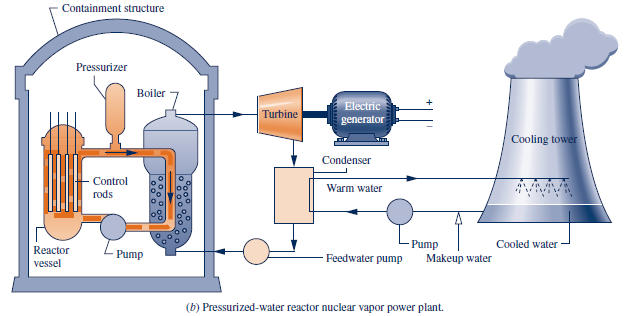 Containment structure
Pressurizer
Boiler
Turbine
Electric
generator
+
–
Cooling tower
Condenser
Warm water
Control
rods
Reactor
vessel
Pump
Feedwater pump
Pump
Makeup water
Cooled water
(b) Pressurized-water reactor nuclear vapor power plant.